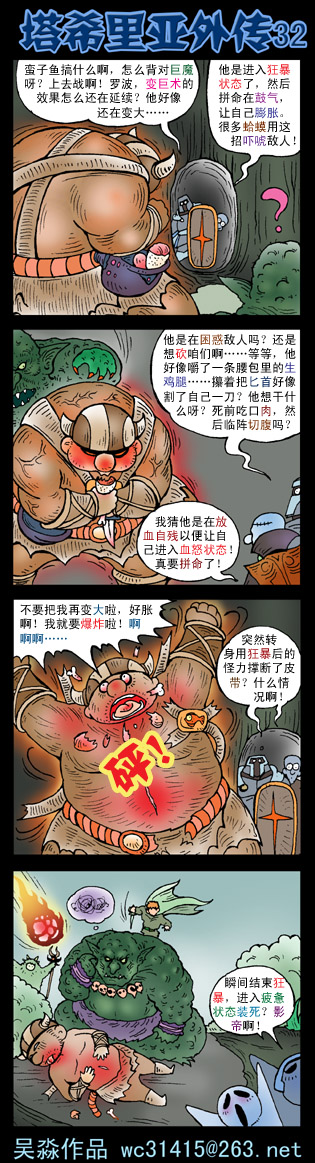 塔希里亚外传32
蛮子鱼搞什么啊，怎么背对巨魔
呀？上去战啊！罗波，变巨术的
效果怎么还在延续？他好像
还在变大……
他是进入狂暴
状态了，然后
拼命在鼓气，
让自己膨胀。
很多蛤蟆用这
招吓唬敌人！
？
他是在困惑敌人吗？还是
想砍咱们啊……等等，他
好像嚼了一条腰包里的生
鸡腿……攥着把匕首好像
割了自己一刀？他想干什
么呀？死前吃口肉，然
后临阵切腹吗？
我猜他是在放
血自残以便让自
己进入血怒状态！
真要拼命了！
不要把我再变大啦，好胀
啊！我就要爆炸啦！啊
啊啊……
突然转
身用狂暴后的
怪力撑断了皮
带？什么情
况啊！
砰！
瞬间结束狂
暴，进入疲惫
状态装死？影
帝啊！
吴淼作品 wc31415@263.net